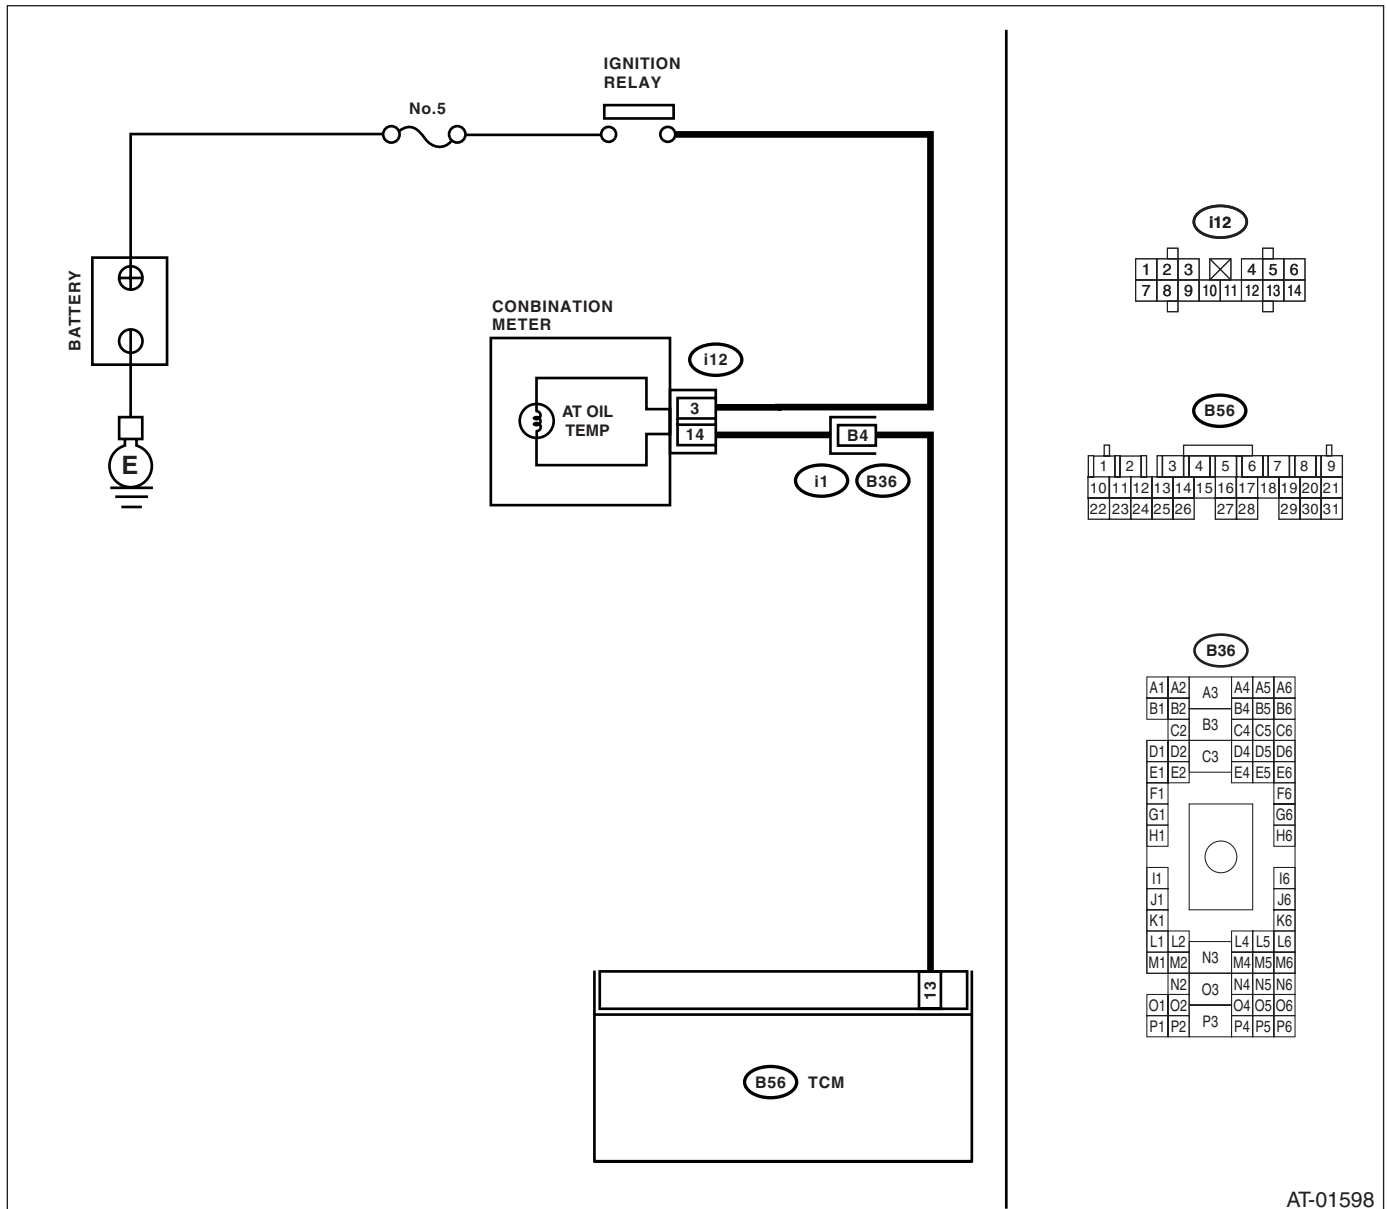 IGNITION
RELAY
No.5
BATTERY
CONBINATION
METER
i12
AT OIL
TEMP
3
14
B4
i1 B36
E
13
B56 TCM
i12
1 2 3 4 5 6
7 8 9 10 11 12 13 14
B56
1 2 3 4 5 6 7 8 9
10 11 12 13 14 15 16 17 18 19 20 21
22 23 24 25 26 27 28 29 30 31
B36
A1 A2 A3 A4 A5 A6
B1 B2 B3 B4 B5 B6
C2 C3 C4 C5 C6
D1 D2 D4 D5 D6
E1 E2 E4 E5 E6
F1 F6
G1 G6
H1 H6
I1 I6
J1 J6
K1 K6
L1 L2 L4 L5 L6
M1 M2 N3 M4 M5 M6
N2 O3 N4 N5 N6
O1 O2 O4 O5 O6
P1 P2 P3 P4 P5 P6
AT-01598